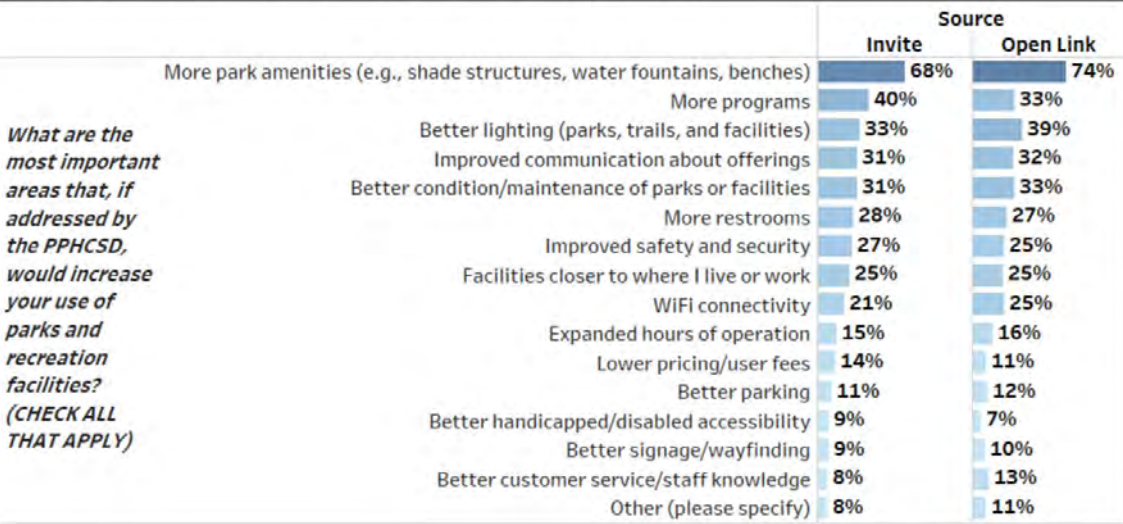 Source
Invite Open Link
What are the
most important
areas that, if
addressed by
the PPHCSD,
would increase
your use of
parks and
recreation
facilities?
(CHECK ALL
THAT APPLY)
More park amenities (e.g., shade structures, water fountains, benches) 68% 74%
More programs 40% 33%
Better lighting (parks, trails, and facilities) 33% 39%
Improved communication about offerings 31% 32%
Better condition/maintenance of parks or facilities 31% 33%
More restrooms 28% 27%
Improved safety and security 27% 25%
Facilities closer to where I live or work 25% 25%
WiFi connectivity 21% 25%
Expanded hours of operation 15% 16%
Lower pricing/user fees 14% 11%
Better parking 11% 12%
Better handicapped/disabled accessibility 9% 7%
Better signage/wayfinding 9% 10%
Better customer service/staff knowledge 8% 13%
Other (please specify) 8% 11%